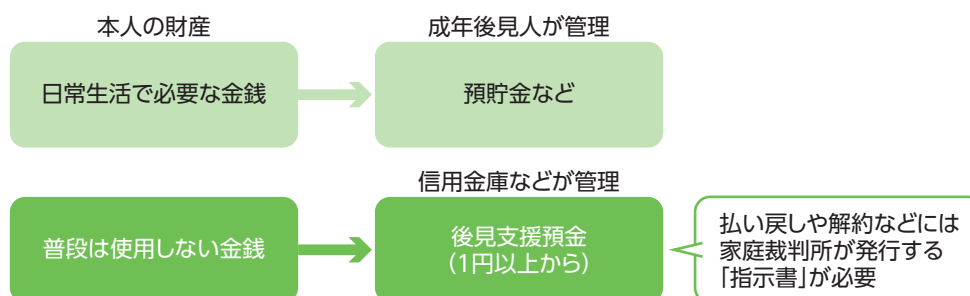 本人の財産
成年後見人が管理
日常生活で必要な金銭
預貯金など
信用金庫などが管理
普段は使用しない金銭
後見支援預金
（1円以上から）
払い戻しや解約などには
家庭裁判所が発行する
「指示書」が必要